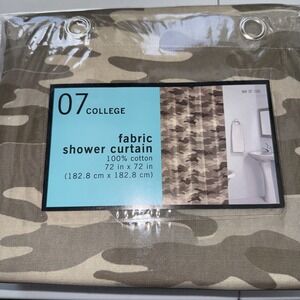 07 COLLEGE
fabric
shower curtain
100% cotton
72 in x 72 in
(182.8 cm x 182.8 cm)